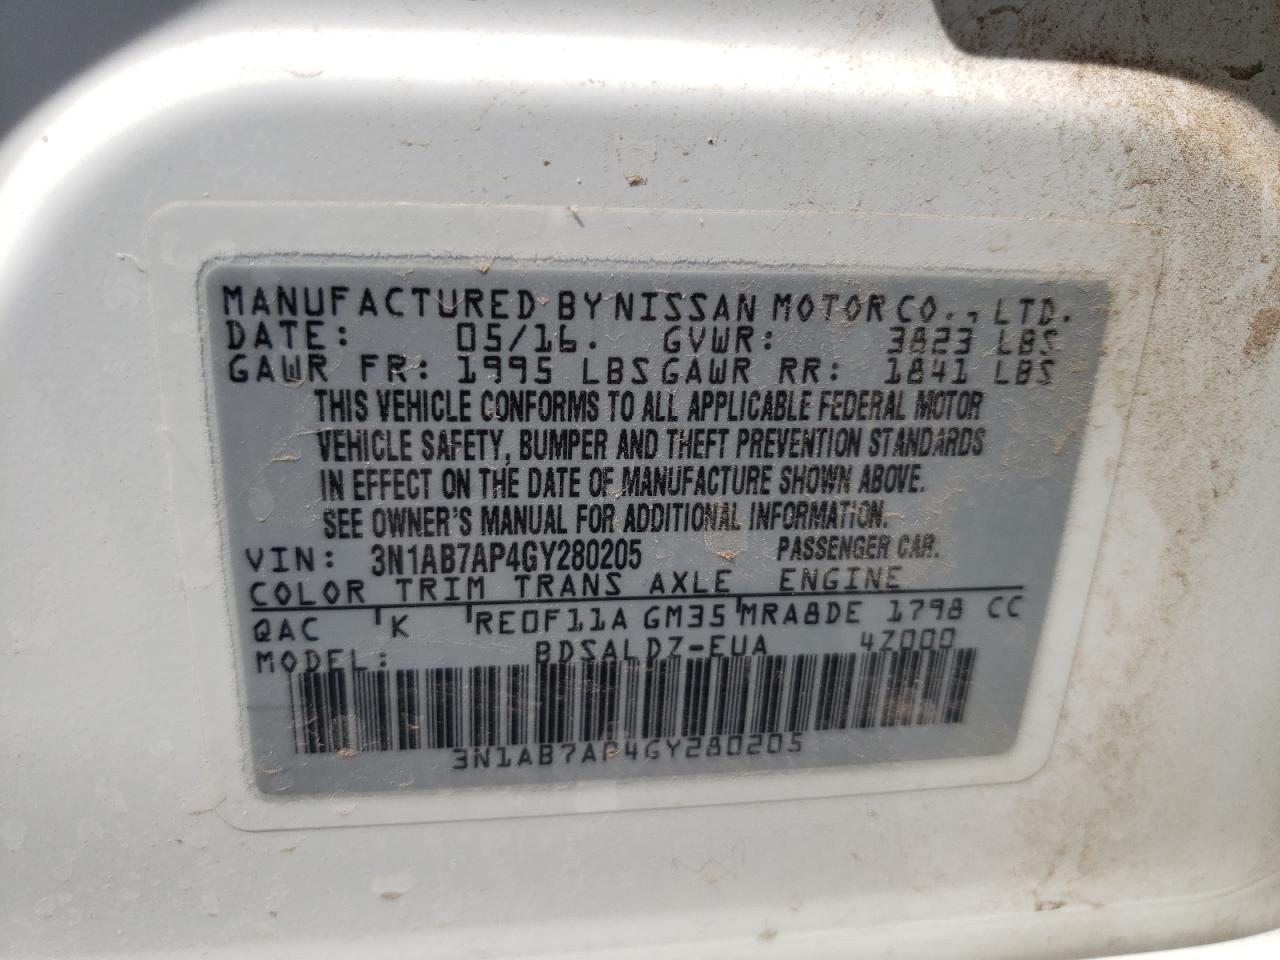 MANUFACTURED BY NISSAN MOTOR CO., LTD.
DATE: 05/16. GVWR: 3823 LBS
GAWR FR: 1995 LBS GAWR RR: 1841 LBS
THIS VEHICLE CONFORMS TO ALL APPLICABLE FEDERAL MOTOR
VEHICLE SAFETY, BUMPER AND THEFT PREVENTION STANDARDS
IN EFFECT ON THE DATE OF MANUFACTURE SHOWN ABOVE.
SEE OWNER'S MANUAL FOR ADDITIONAL INFORMATION.
VIN: 3N1AB7AP4GY280205 PASSENGER CAR.
COLOR TRIM TRANS AXLE ENGINE
QAC K RE0F11A GM35 MRA8DE 1798 CC
MODEL: BDSALDZ-EUA 4Z000
3N1AB7AP4GY280205